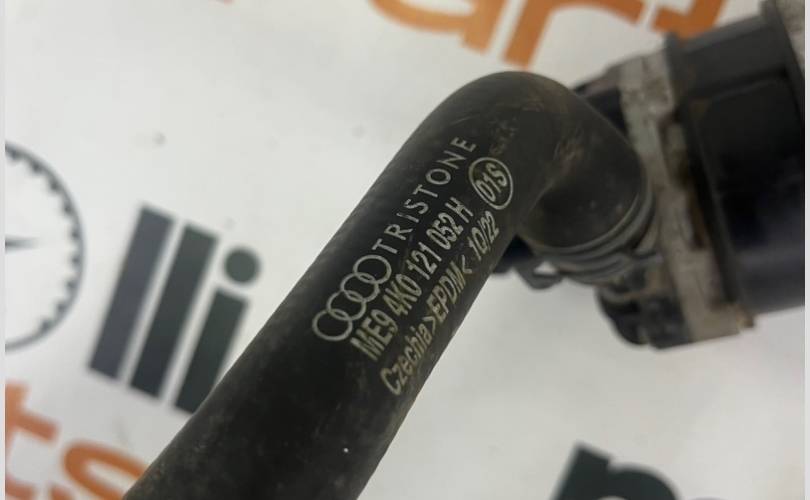 TRISTONE
ME9 4K0 121 052 H 01S
Czechia >EPDM< 10/22